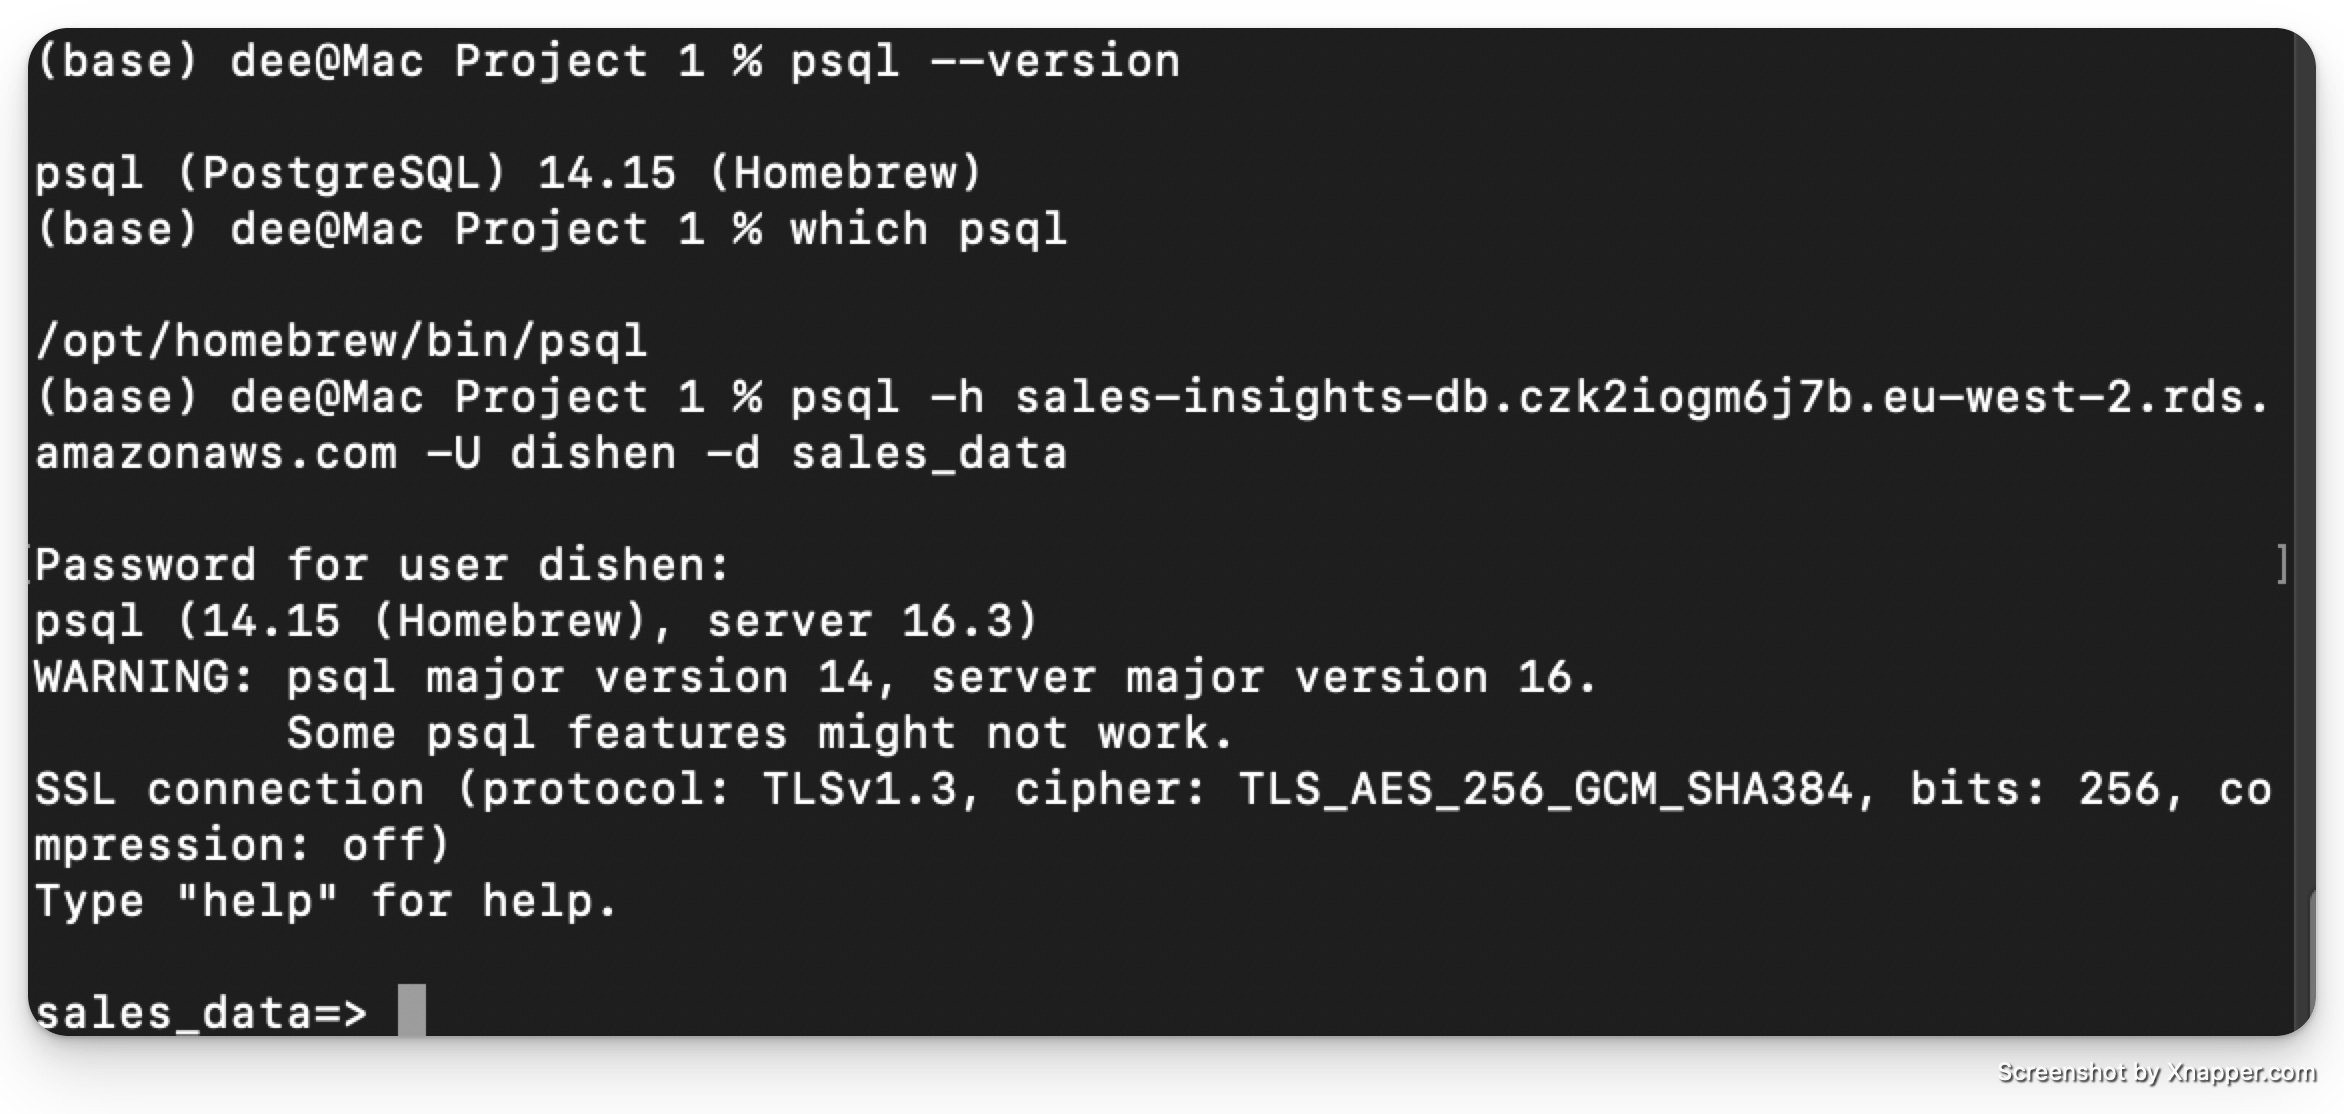 (base) dee@Mac Project 1 % psql --version
psql (PostgreSQL) 14.15 (Homebrew)
(base) dee@Mac Project 1 % which psql
/opt/homebrew/bin/psql
(base) dee@Mac Project 1 % psql -h sales-insights-db.czk2iogm6j7b.eu-west-2.rds.
amazonaws.com -U dishen -d sales_data
[Password for user dishen: ]
psql (14.15 (Homebrew), server 16.3)
WARNING: psql major version 14, server major version 16.
Some psql features might not work.
SSL connection (protocol: TLSv1.3, cipher: TLS_AES_256_GCM_SHA384, bits: 256, co
mpression: off)
Type "help" for help.
sales_data=>
Screenshot by Xnapper.com